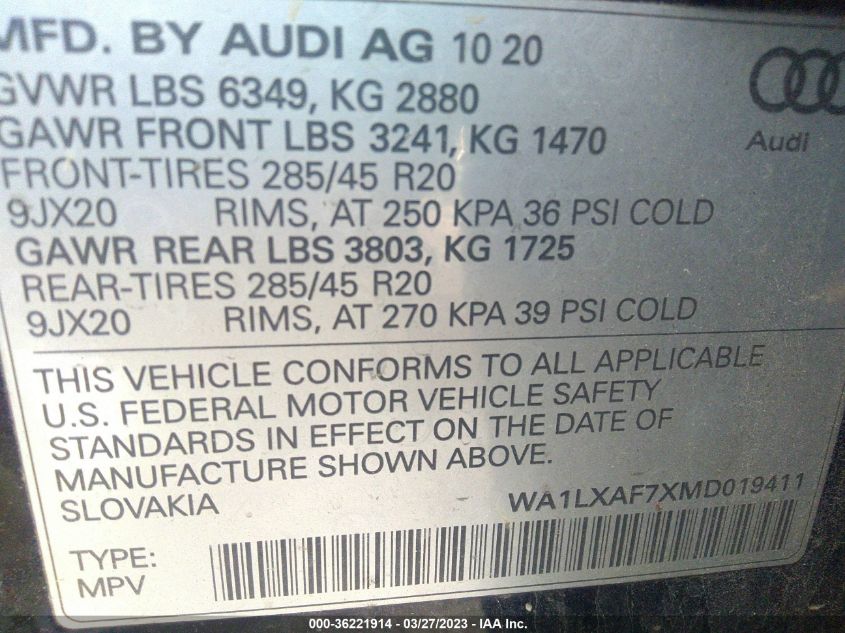 MFD. BY AUDI AG 10 20
GVWR LBS 6349, KG 2880
GAWR FRONT LBS 3241, KG 1470
Audi
FRONT-TIRES 285/45 R20
9JX20 RIMS, AT 250 KPA 36 PSI COLD
GAWR REAR LBS 3803, KG 1725
REAR-TIRES 285/45 R20
9JX20 RIMS, AT 270 KPA 39 PSI COLD
THIS VEHICLE CONFORMS TO ALL APPLICABLE
U.S. FEDERAL MOTOR VEHICLE SAFETY
STANDARDS IN EFFECT ON THE DATE OF
MANUFACTURE SHOWN ABOVE.
SLOVAKIA WA1LXAF7XMD019411
TYPE:
MPV
000-36221914 - 03/27/2023 - IAA Inc.